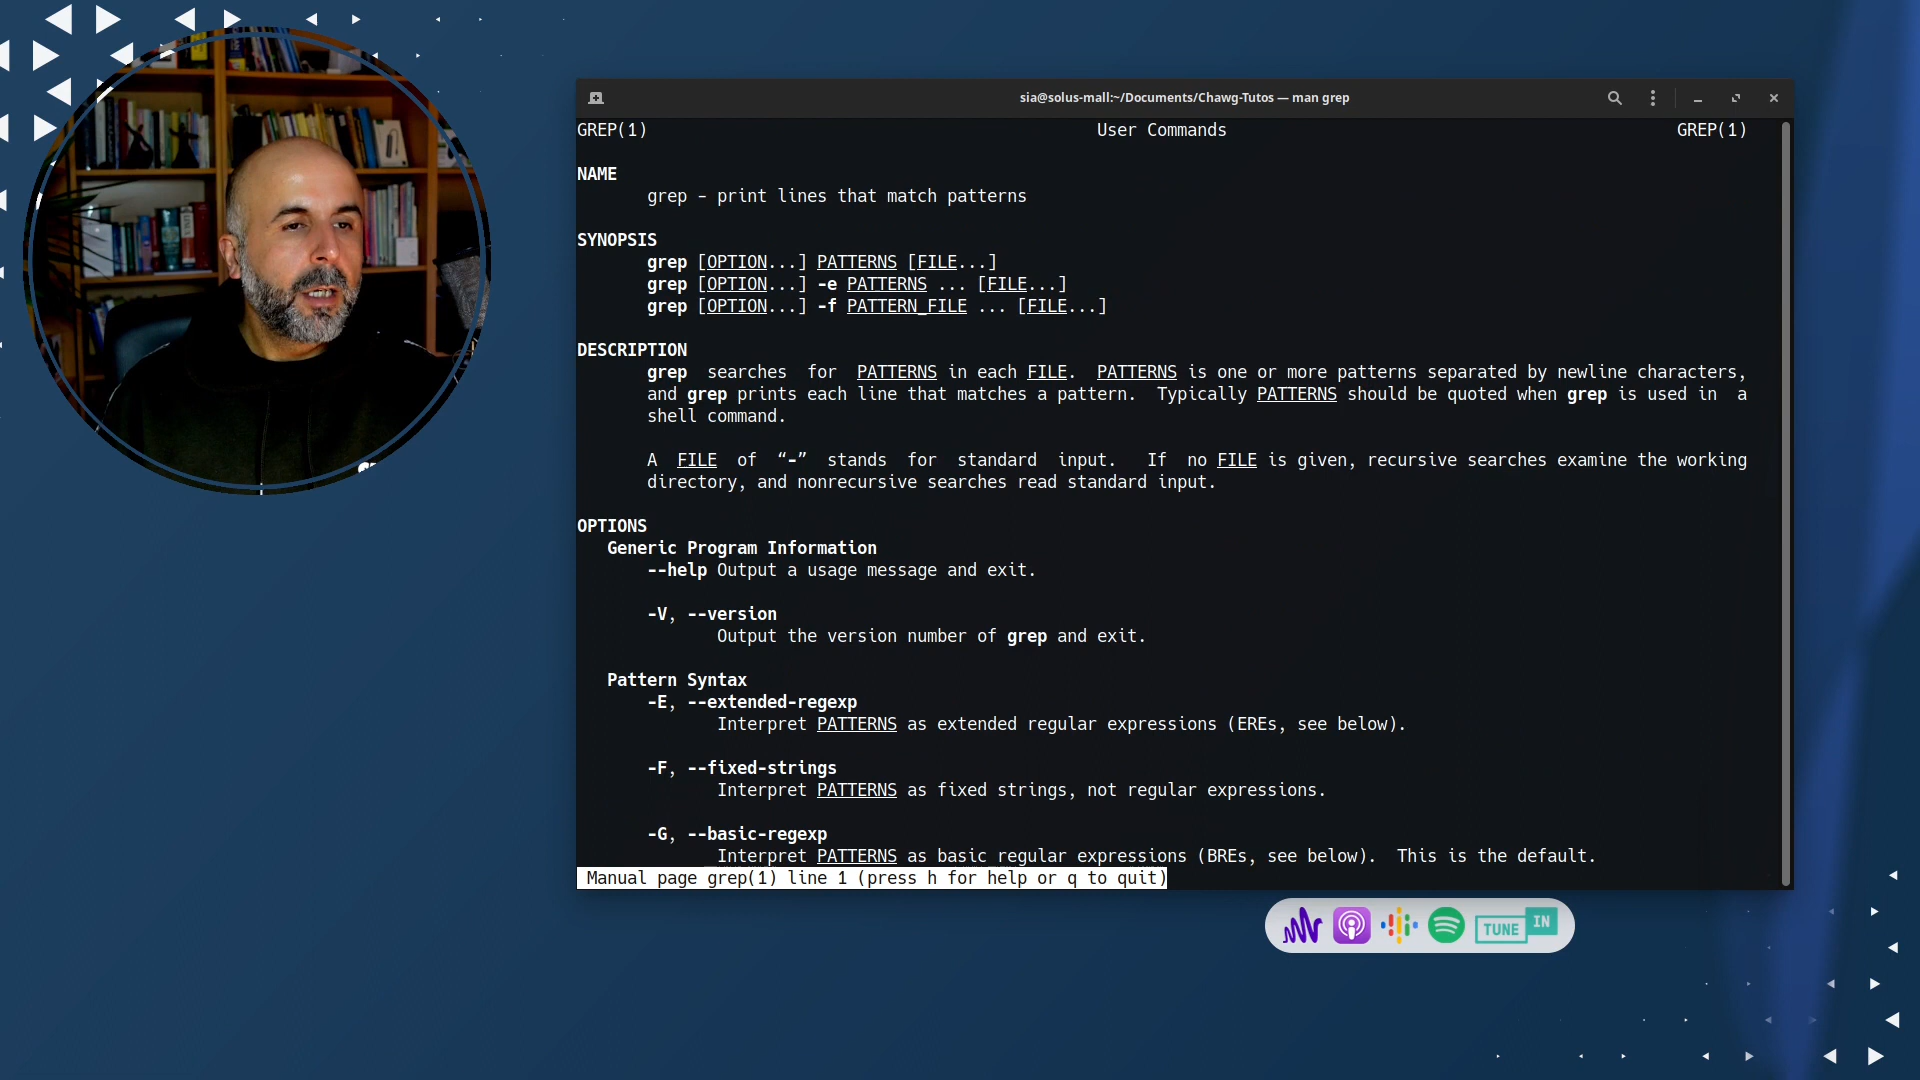 sia@solus-mall:~/Documents/Chawg-Tutos — man grep
GREP(1) User Commands GREP(1)
NAME
grep - print lines that match patterns
SYNOPSIS
grep [OPTION...] PATTERNS [FILE...]
grep [OPTION...] -e PATTERNS ... [FILE...]
grep [OPTION...] -f PATTERN_FILE ... [FILE...]
DESCRIPTION
grep searches for PATTERNS in each FILE. PATTERNS is one or more patterns separated by newline characters,
and grep prints each line that matches a pattern. Typically PATTERNS should be quoted when grep is used in a
shell command.
A FILE of “-” stands for standard input. If no FILE is given, recursive searches examine the working
directory, and nonrecursive searches read standard input.
OPTIONS
Generic Program Information
--help Output a usage message and exit.
-V, --version
Output the version number of grep and exit.
Pattern Syntax
-E, --extended-regexp
Interpret PATTERNS as extended regular expressions (EREs, see below).
-F, --fixed-strings
Interpret PATTERNS as fixed strings, not regular expressions.
-G, --basic-regexp
Interpret PATTERNS as basic regular expressions (BREs, see below). This is the default.
Manual page grep(1) line 1 (press h for help or q to quit)
TUNE IN